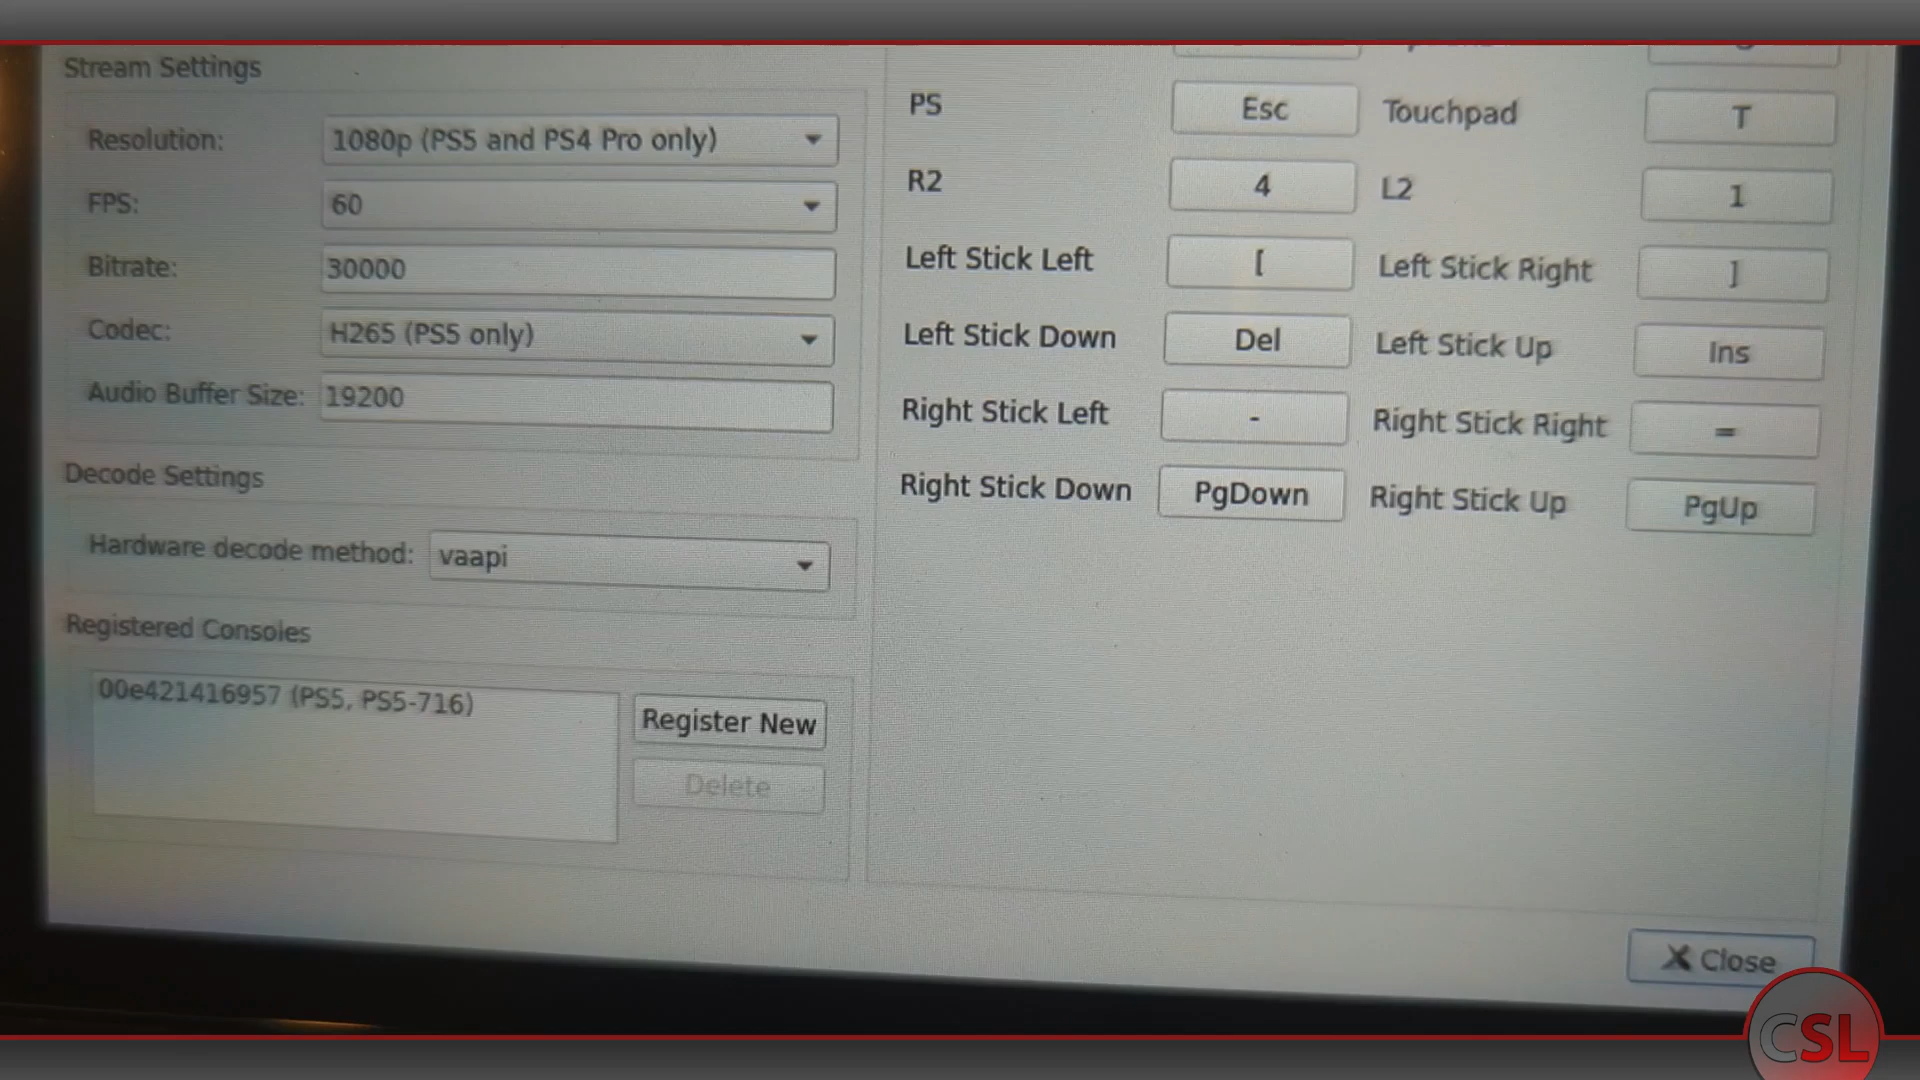 Stream Settings
Resolution: 1080p (PS5 and PS4 Pro only)
FPS: 60
Bitrate: 30000
Codec: H265 (PS5 only)
Audio Buffer Size: 19200
Decode Settings
Hardware decode method: vaapi
Registered Consoles
00e421416957 (PS5, PS5-716)
Register New
Delete
PS Esc Touchpad T
R2 4 L2 1
Left Stick Left [ Left Stick Right ]
Left Stick Down Del Left Stick Up Ins
Right Stick Left - Right Stick Right =
Right Stick Down PgDown Right Stick Up PgUp
Close
CSL